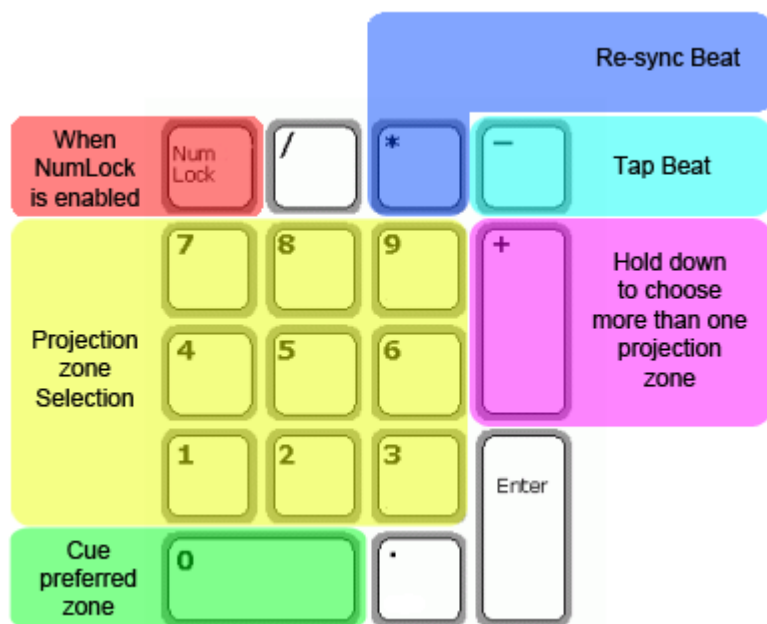 Re-sync Beat
When
NumLock
is enabled
Num
Lock
/
*
−
Tap Beat
7
8
9
+
Hold down
to choose
more than one
projection
zone
Projection
zone
Selection
4
5
6
1
2
3
Enter
Cue
preferred
zone
0
.